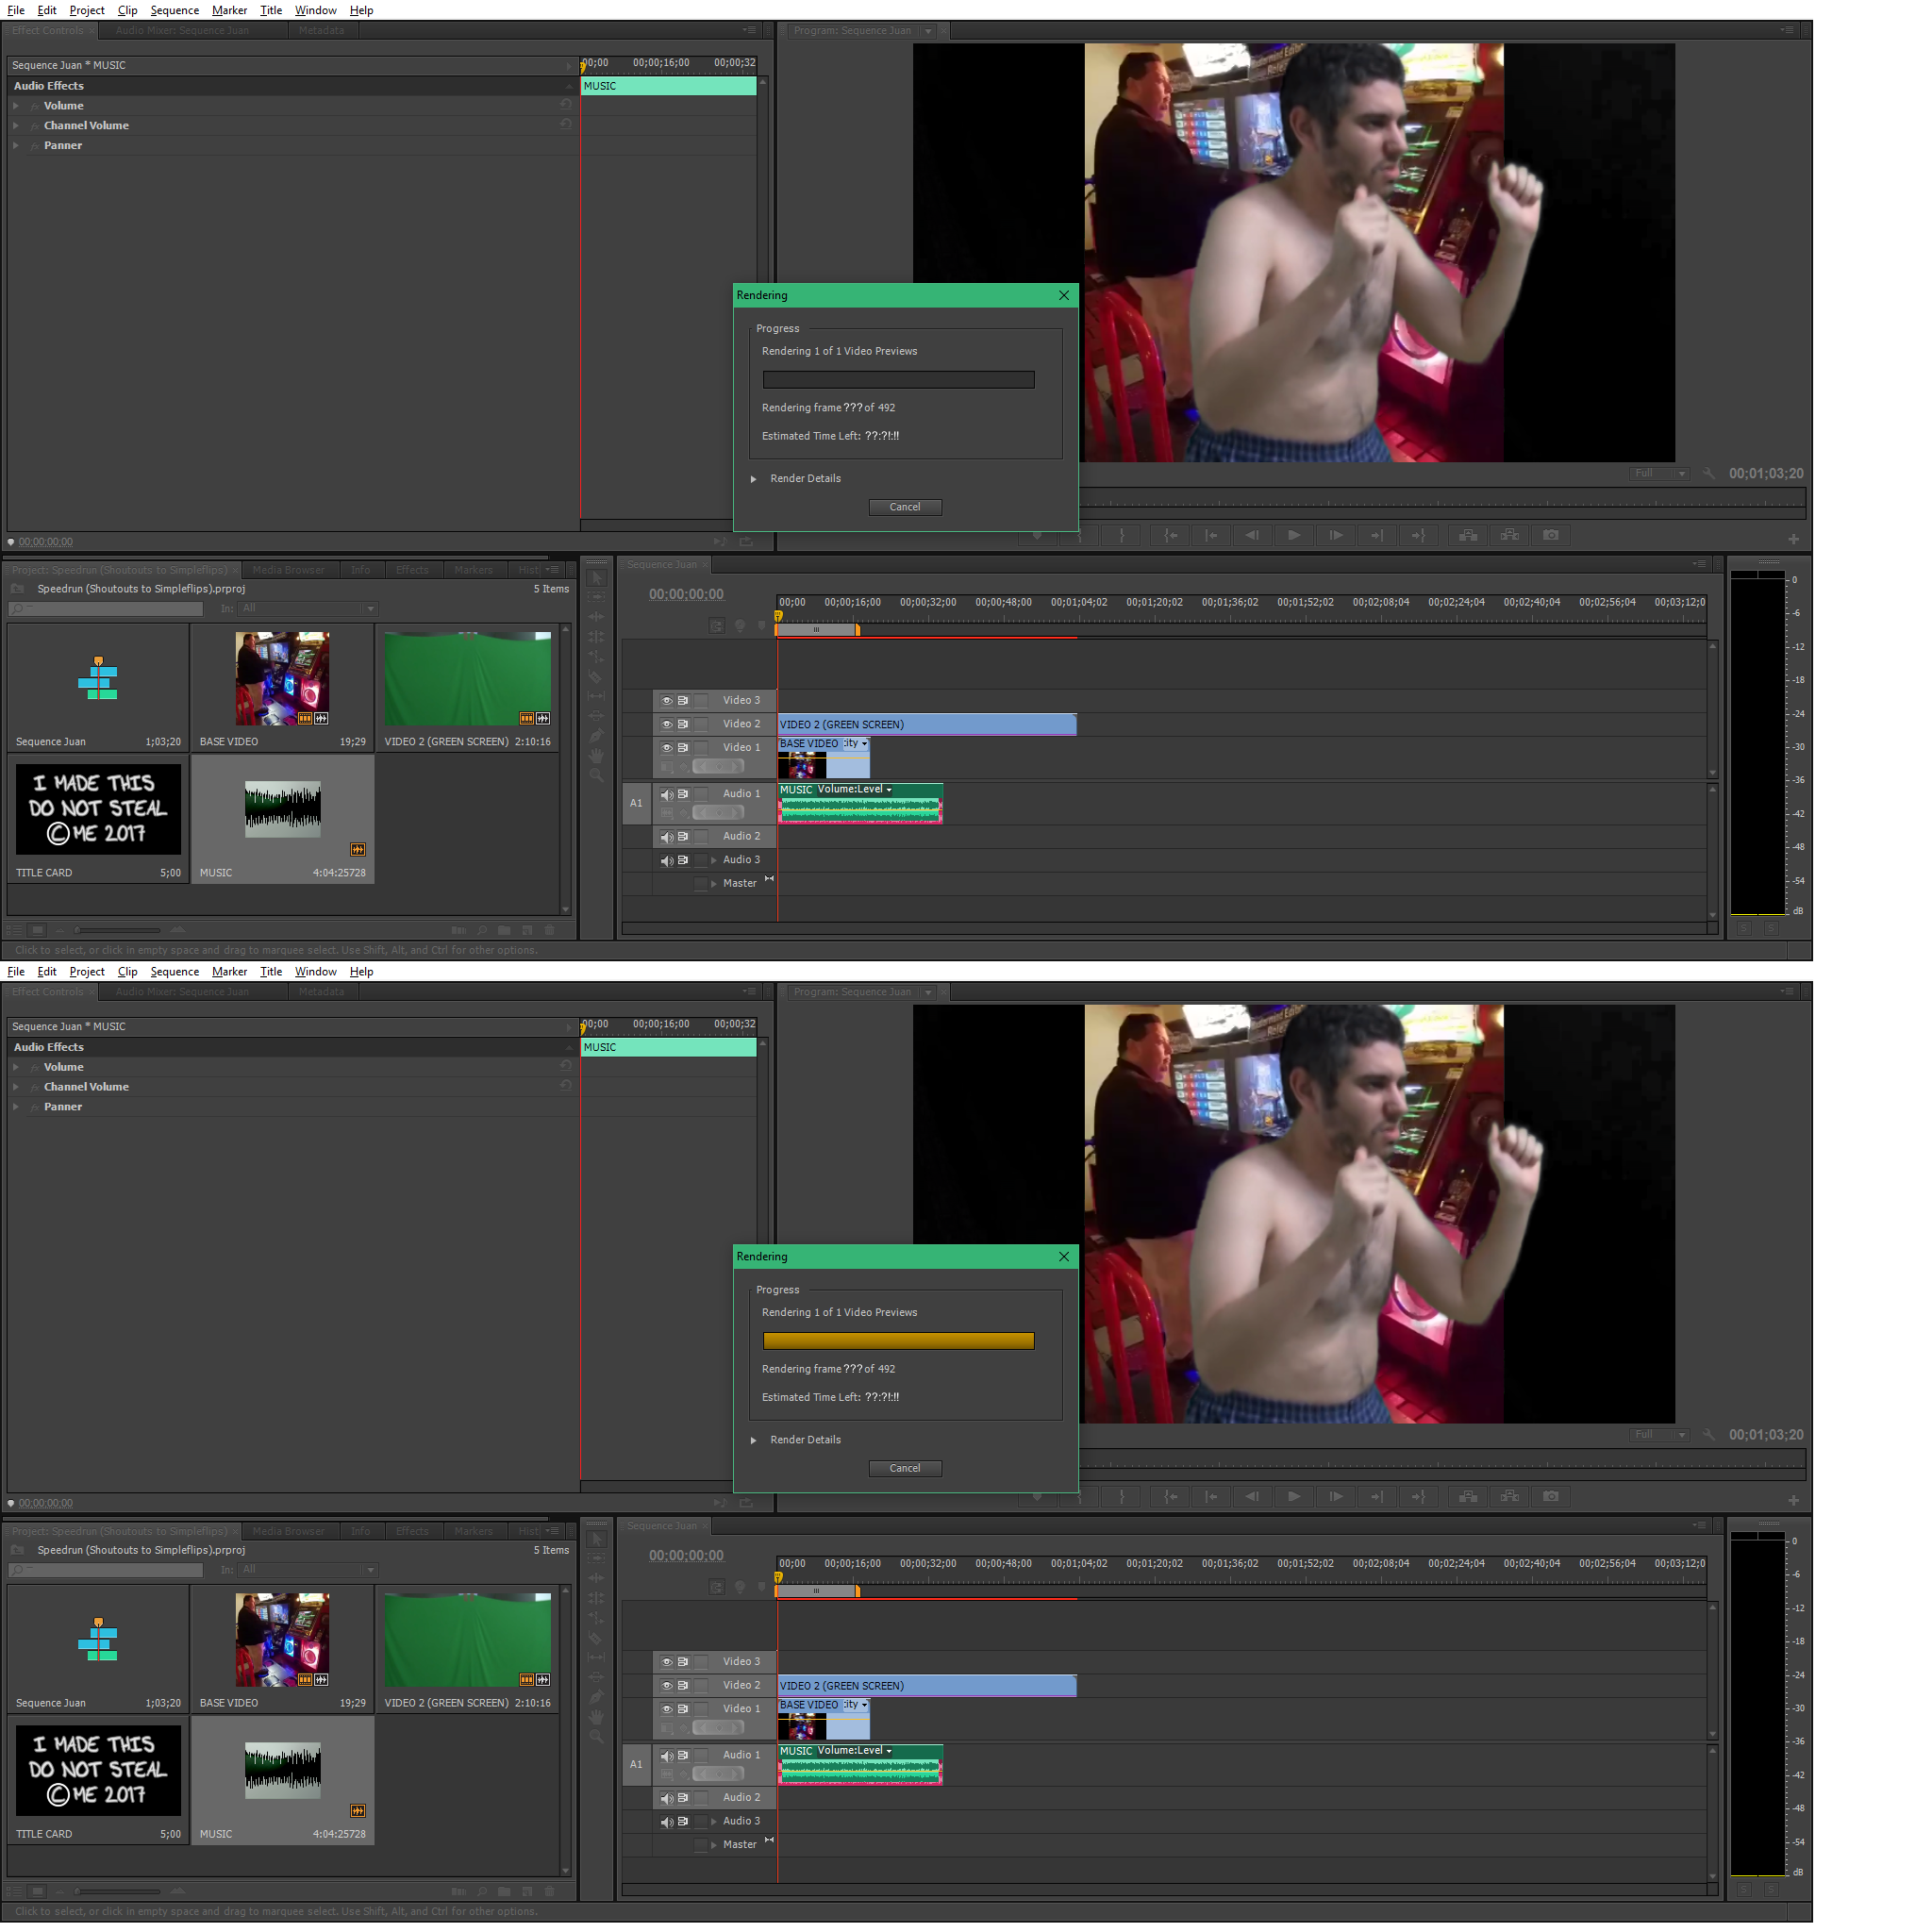 File Edit Project Clip Sequence Marker Title Window Help
Effect Controls Audio Mixer: Sequence Juan Metadata
Program: Sequence Juan
Sequence Juan * MUSIC
00;00 00;00;16;00 00;00;32
Audio Effects
MUSIC
Volume
Channel Volume
Panner
Rendering
Progress
Rendering 1 of 1 Video Previews
Rendering frame ??? of 492
Estimated Time Left: ??:?!:!!
Render Details
Cancel
Full
00;01;03;20
00;00;00;00
Project: Speedrun (Shoutouts to Simpleflips) Media Browser Info Effects Markers Hist
Speedrun (Shoutouts to Simpleflips).prproj
5 Items
In: All
Sequence Juan 1;03;20
BASE VIDEO 19;29
VIDEO 2 (GREEN SCREEN) 2:10:16
I MADE THIS
DO NOT STEAL
© ME 2017
TITLE CARD 5;00
MUSIC 4:04:25728
Sequence Juan
00;00;00;00
00;00 00;00;16;00 00;00;32;00 00;00;48;00 00;01;04;02 00;01;20;02 00;01;36;02 00;01;52;02 00;02;08;04 00;02;24;04 00;02;40;04 00;02;56;04 00;03;12;0
Video 3
Video 2
VIDEO 2 (GREEN SCREEN)
Video 1
BASE VIDEO :ity
A1
Audio 1
MUSIC Volume:Level
Audio 2
Audio 3
Master
0
-6
-12
-18
-24
-30
-36
-42
-48
-54
dB
S S
Click to select, or click in empty space and drag to marquee select. Use Shift, Alt, and Ctrl for other options.
File Edit Project Clip Sequence Marker Title Window Help
Effect Controls Audio Mixer: Sequence Juan Metadata
Program: Sequence Juan
Sequence Juan * MUSIC
00;00 00;00;16;00 00;00;32
Audio Effects
MUSIC
Volume
Channel Volume
Panner
Rendering
Progress
Rendering 1 of 1 Video Previews
Rendering frame ??? of 492
Estimated Time Left: ??:?!:!!
Render Details
Cancel
Full
00;01;03;20
00;00;00;00
Project: Speedrun (Shoutouts to Simpleflips) Media Browser Info Effects Markers Hist
Speedrun (Shoutouts to Simpleflips).prproj
5 Items
In: All
Sequence Juan 1;03;20
BASE VIDEO 19;29
VIDEO 2 (GREEN SCREEN) 2:10:16
I MADE THIS
DO NOT STEAL
© ME 2017
TITLE CARD 5;00
MUSIC 4:04:25728
Sequence Juan
00;00;00;00
00;00 00;00;16;00 00;00;32;00 00;00;48;00 00;01;04;02 00;01;20;02 00;01;36;02 00;01;52;02 00;02;08;04 00;02;24;04 00;02;40;04 00;02;56;04 00;03;12;0
Video 3
Video 2
VIDEO 2 (GREEN SCREEN)
Video 1
BASE VIDEO :ity
A1
Audio 1
MUSIC Volume:Level
Audio 2
Audio 3
Master
0
-6
-12
-18
-24
-30
-36
-42
-48
-54
dB
S S
Click to select, or click in empty space and drag to marquee select. Use Shift, Alt, and Ctrl for other options.